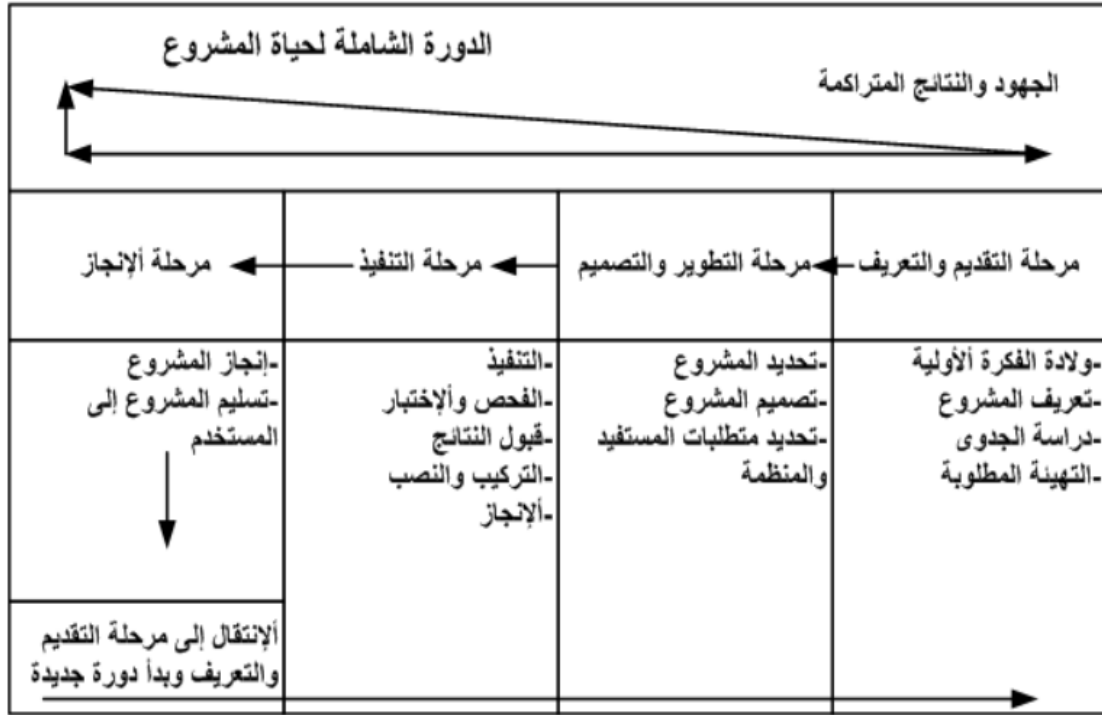 الدورة الشاملة لحياة المشروع
الجهود والنتائج المتراكمة
مرحلة التقديم والتعريف
مرحلة التطوير والتصميم
مرحلة التنفيذ
مرحلة ألإنجاز
-ولادة الفكرة ألأولية
-تعريف المشروع
-دراسة الجدوى
-التهيئة المطلوبة
-تحديد المشروع
-تصميم المشروع
-تحديد متطلبات المستفيد
والمنظمة
-التنفيذ
-الفحص وألإختبار
-قبول النتائج
-التركيب والنصب
-ألإنجاز
-إنجاز المشروع
-تسليم المشروع إلى
المستخدم
ألإنتقال إلى مرحلة التقديم
والتعريف وبدأ دورة جديدة